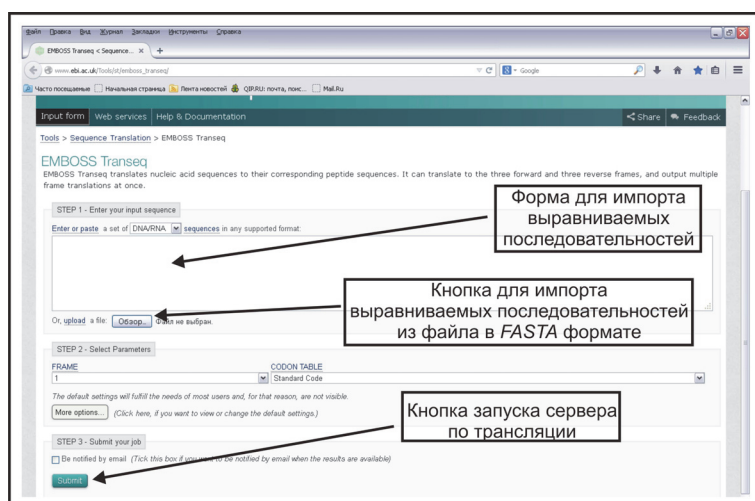 Файл Правка Вид Журнал Закладки Инструменты Справка
EMBOSS Transeq < Sequence... × +
www.ebi.ac.uk/Tools/st/emboss_transeq/ Google
Часто посещаемые Начальная страница Лента новостей QIP.RU: почта, поис... Mail.Ru
Input form Web services Help & Documentation Share Feedback
Tools > Sequence Translation > EMBOSS Transeq
EMBOSS Transeq
EMBOSS Transeq translates nucleic acid sequences to their corresponding peptide sequences. It can translate to the three forward and three reverse frames, and output multiple
frame translations at once.
STEP 1 - Enter your input sequence
Enter or paste a set of DNA/RNA sequences in any supported format:
Форма для импорта
выравниваемых
последовательностей
Кнопка для импорта
выравниваемых последовательностей
из файла в FASTA формате
Or, upload a file: Обзор... Файл не выбран.
STEP 2 - Select Parameters
FRAME CODON TABLE
1 Standard Code
The default settings will fulfill the needs of most users and, for that reason, are not visible.
More options... (Click here, if you want to view or change the default settings.)
Кнопка запуска сервера
по трансляции
STEP 3 - Submit your job
Be notified by email (Tick this box if you want to be notified by email when the results are available)
Submit